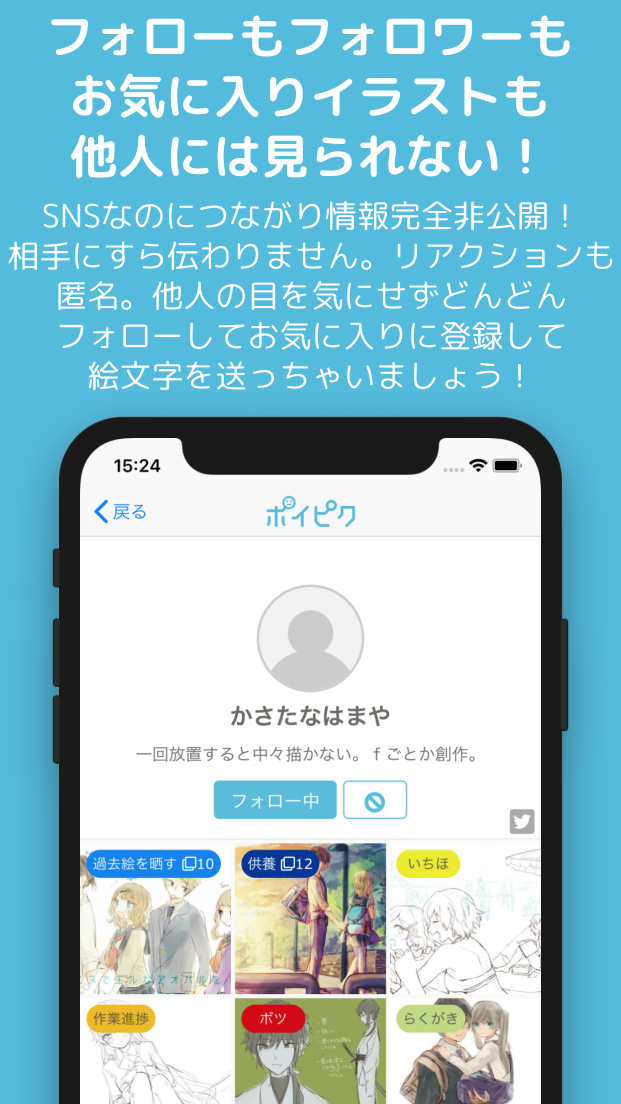 フォローもフォロワーも
お気に入りイラストも
他人には見られない！
SNSなのにつながり情報完全非公開！
相手にすら伝わりません。リアクションも
匿名。他人の目を気にせずどんどん
フォローしてお気に入りに登録して
絵文字を送っちゃいましょう！
15:24
戻る
ポイピク
かさたなはまや
一回放置すると中々描かない。ｆごとか創作。
フォロー中
過去絵を晒す 10
供養 12
いちほ
作業進捗
ボツ
らくがき